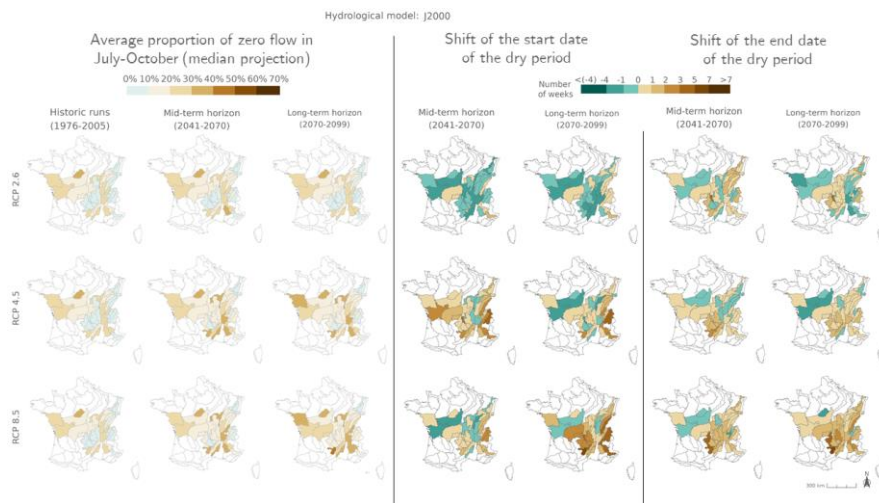 Hydrological model: J2000
Average proportion of zero flow in
July-October (median projection)
0% 10% 20% 30% 40% 50% 60% 70%
Shift of the start date
of the dry period
Shift of the end date
of the dry period
Number
of weeks
<(-4) -4 -1 0 1 2 3 5 7 >7
Historic runs
(1976-2005)
Mid-term horizon
(2041-2070)
Long-term horizon
(2070-2099)
Mid-term horizon
(2041-2070)
Long-term horizon
(2070-2099)
Mid-term horizon
(2041-2070)
Long-term horizon
(2070-2099)
RCP 2.6
RCP 4.5
RCP 8.5
300 km
N